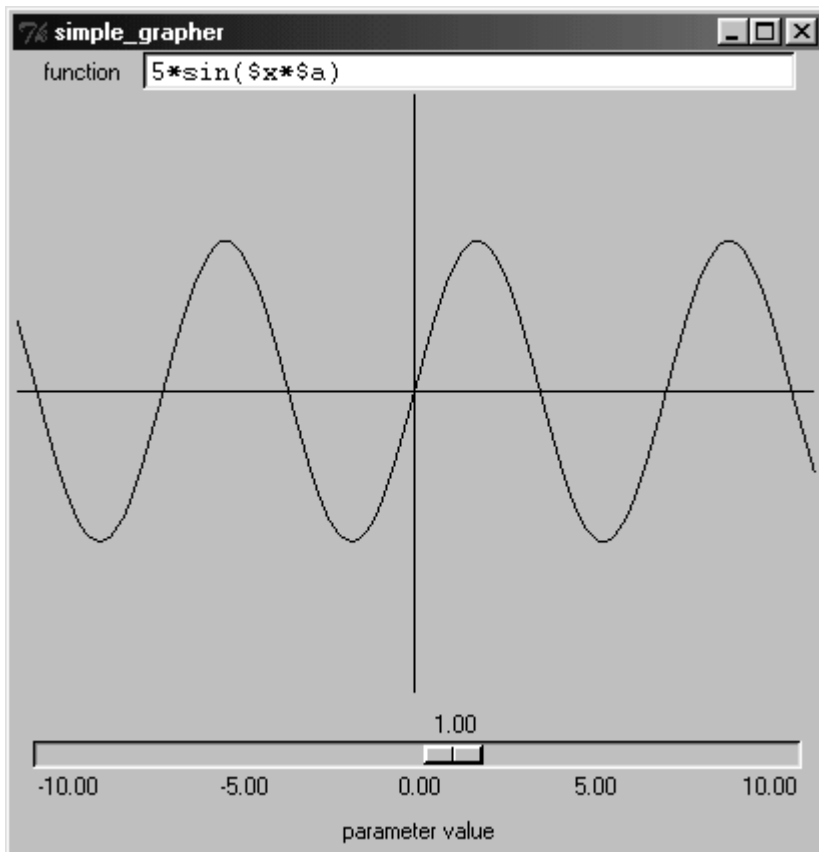 simple_grapher
function 5*sin($x*$a)
1.00
-10.00 -5.00 0.00 5.00 10.00
parameter value